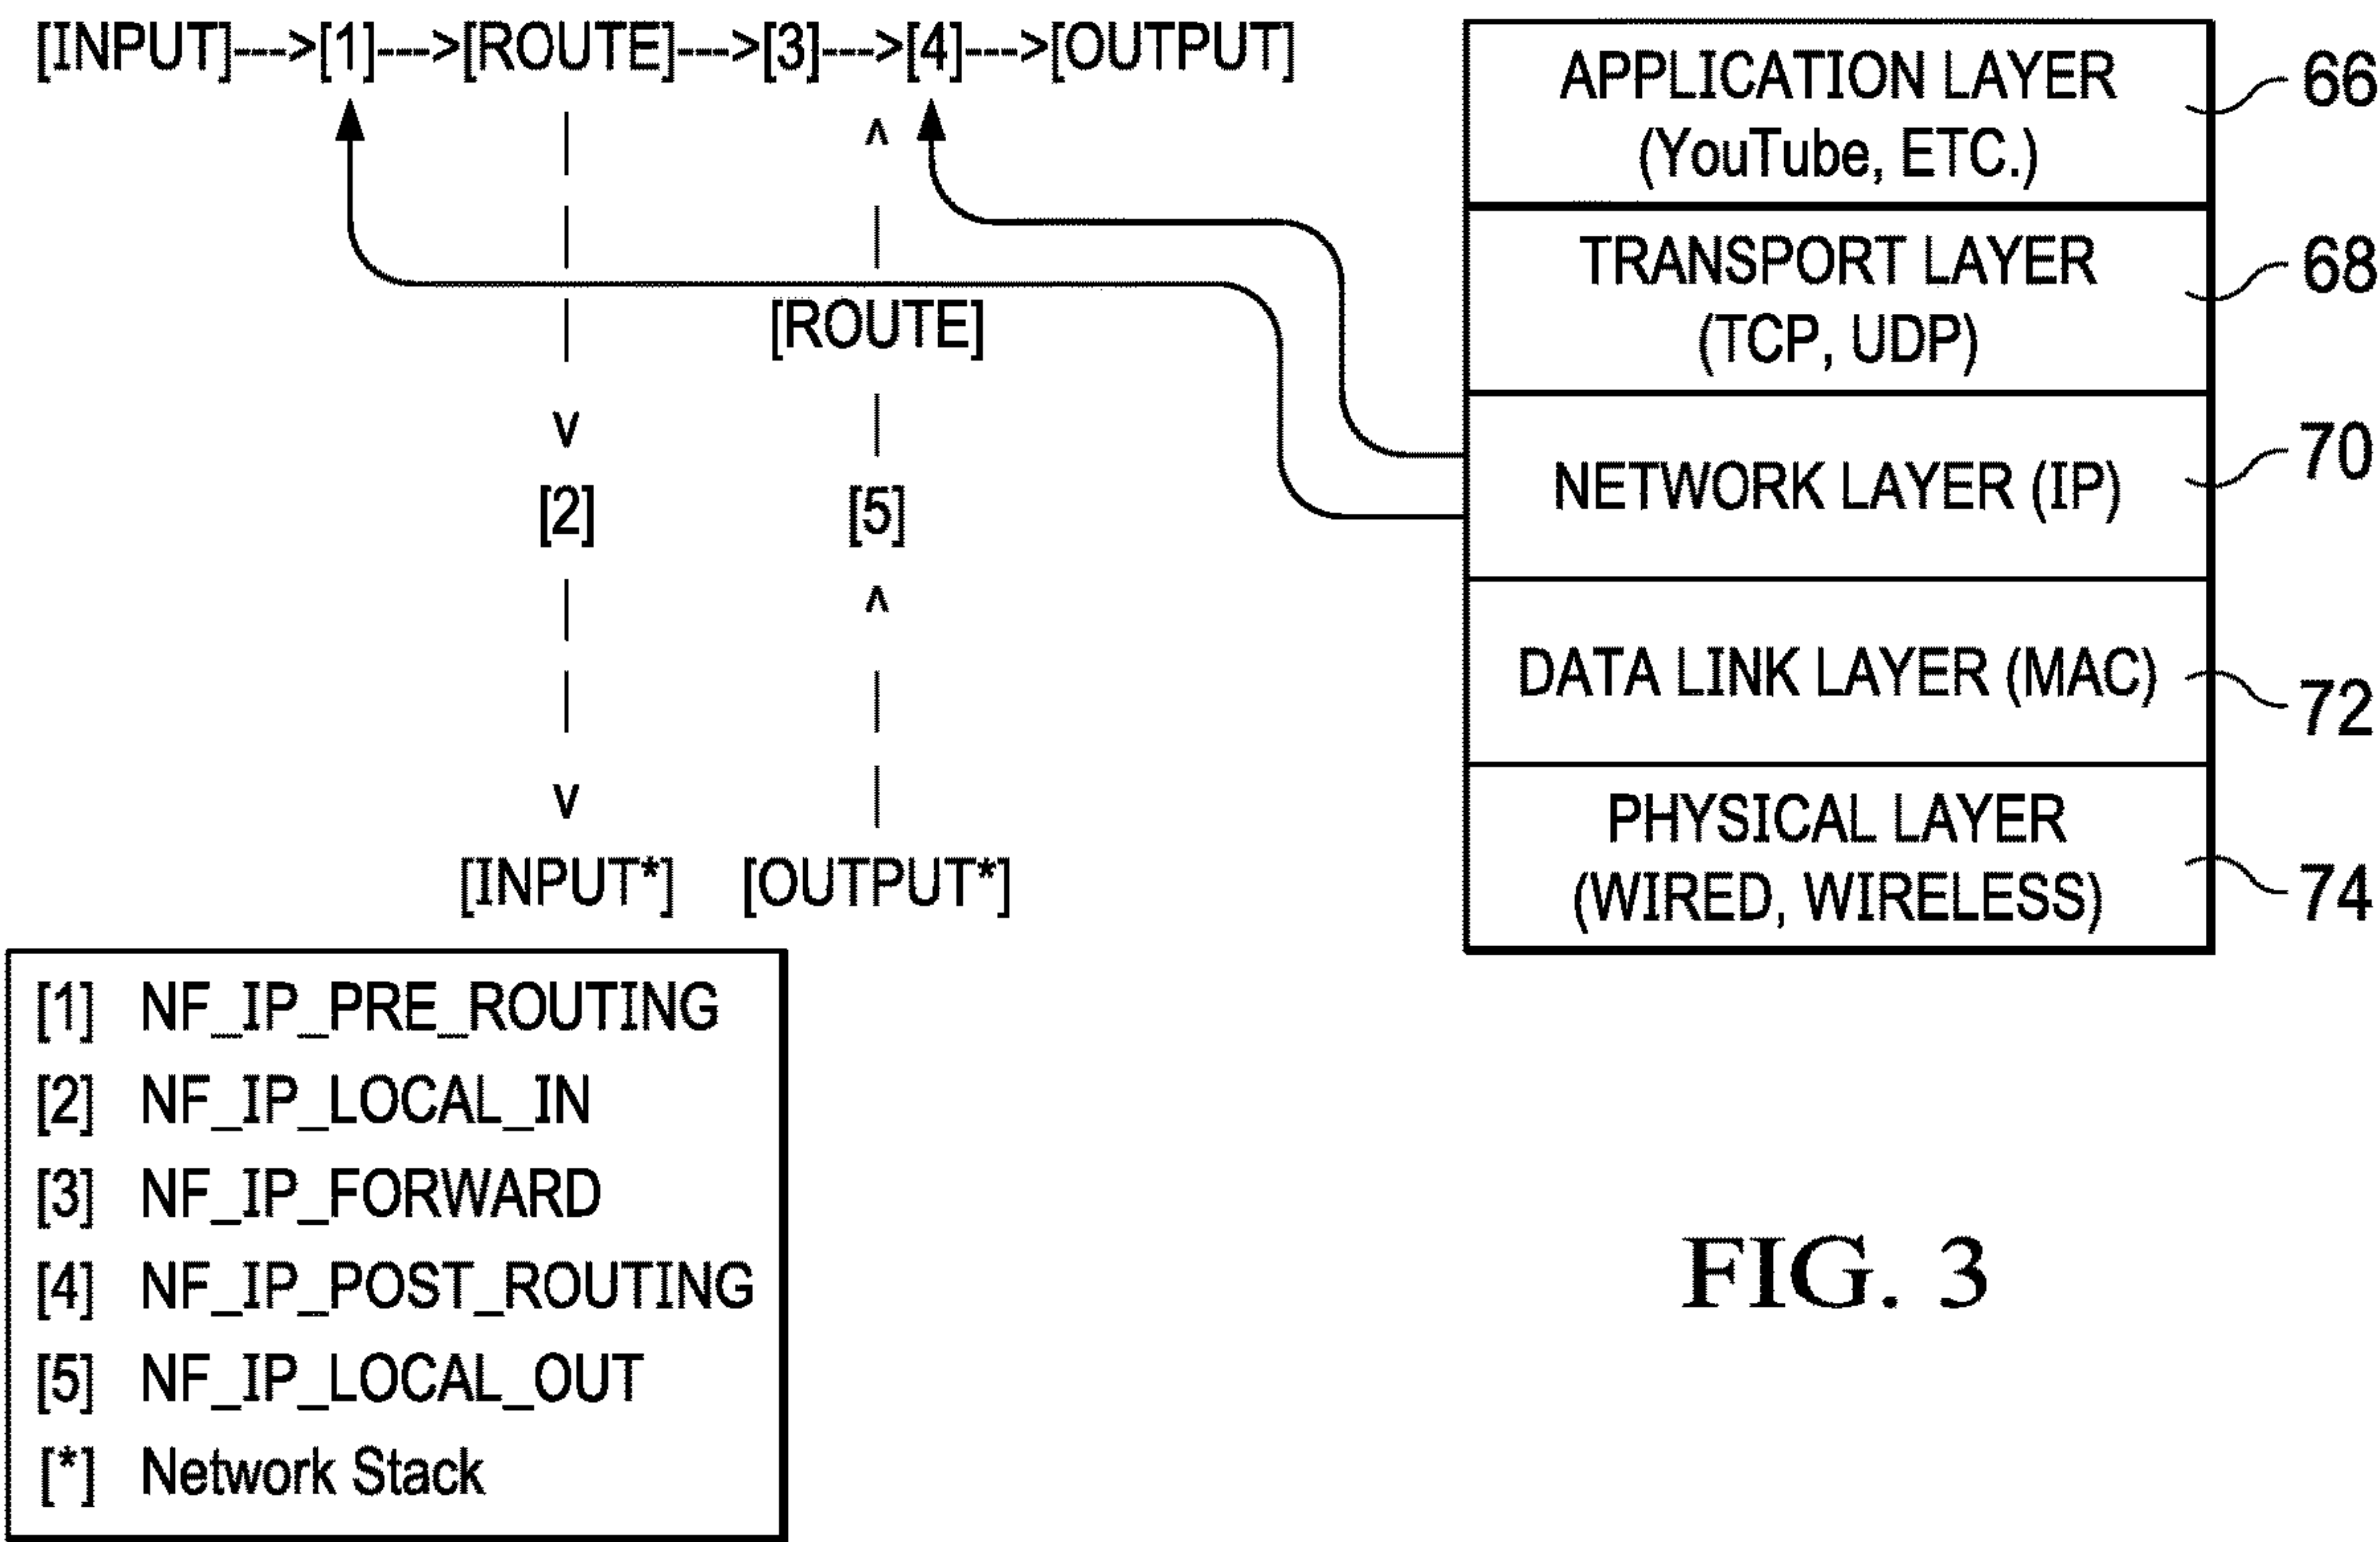 [INPUT]--->[1]--->[ROUTE]--->[3]--->[4]--->[OUTPUT]
[ROUTE]
[2]
[5]
[INPUT*]
[OUTPUT*]
APPLICATION LAYER
(YouTube, ETC.)
66
TRANSPORT LAYER
(TCP, UDP)
68
NETWORK LAYER (IP)
70
DATA LINK LAYER (MAC)
72
PHYSICAL LAYER
(WIRED, WIRELESS)
74
[1] NF_IP_PRE_ROUTING
[2] NF_IP_LOCAL_IN
[3] NF_IP_FORWARD
[4] NF_IP_POST_ROUTING
[5] NF_IP_LOCAL_OUT
[*] Network Stack
FIG. 3